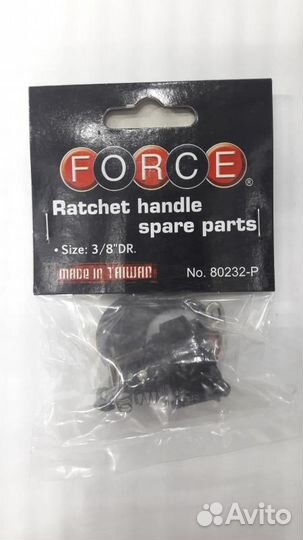 FORCE®
Ratchet handle
spare parts
• Size: 3/8"DR.
MADE IN TAIWAN No. 80232-P
Avito